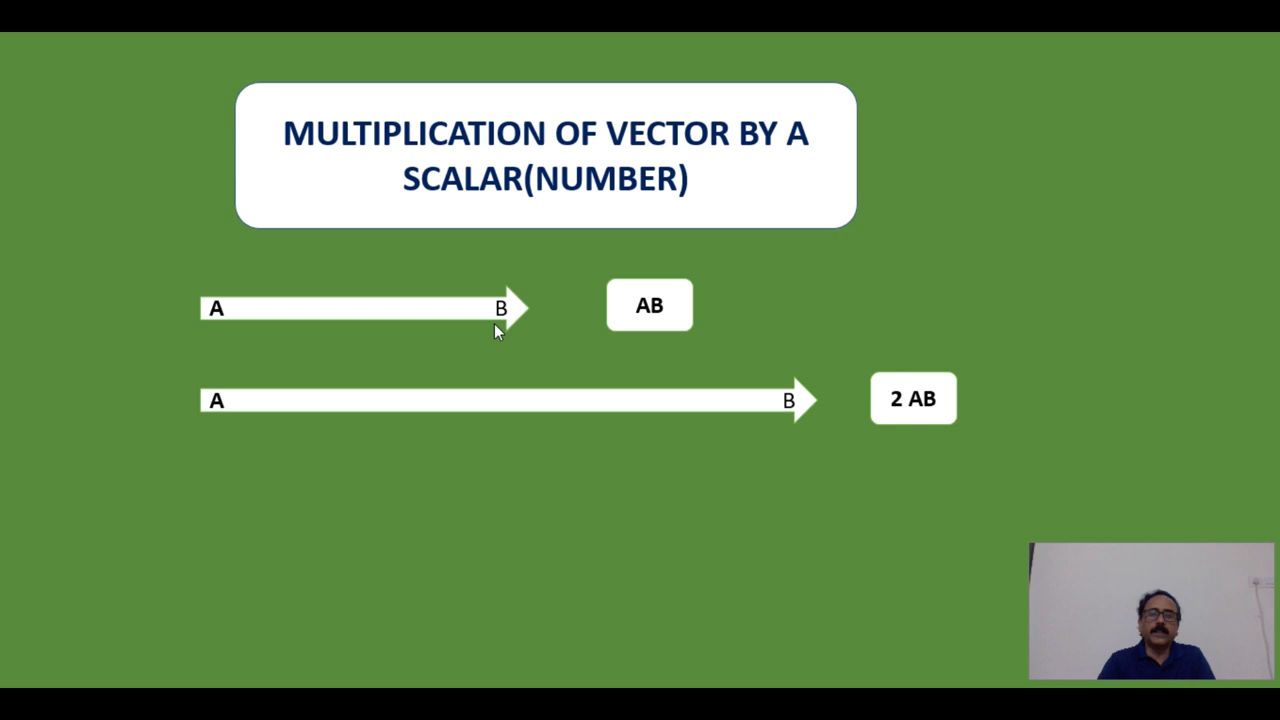 MULTIPLICATION OF VECTOR BY A
SCALAR(NUMBER)
A B AB
A B 2 AB